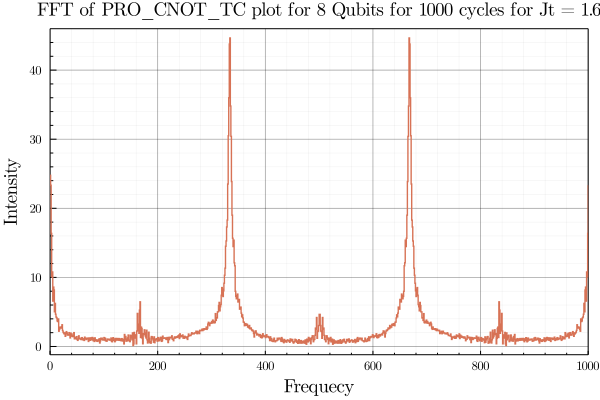 FFT of PRO_CNOT_TC plot for 8 Qubits for 1000 cycles for Jt = 1.6
Intensity
40
30
20
10
0
0 200 400 600 800 1000
Frequecy